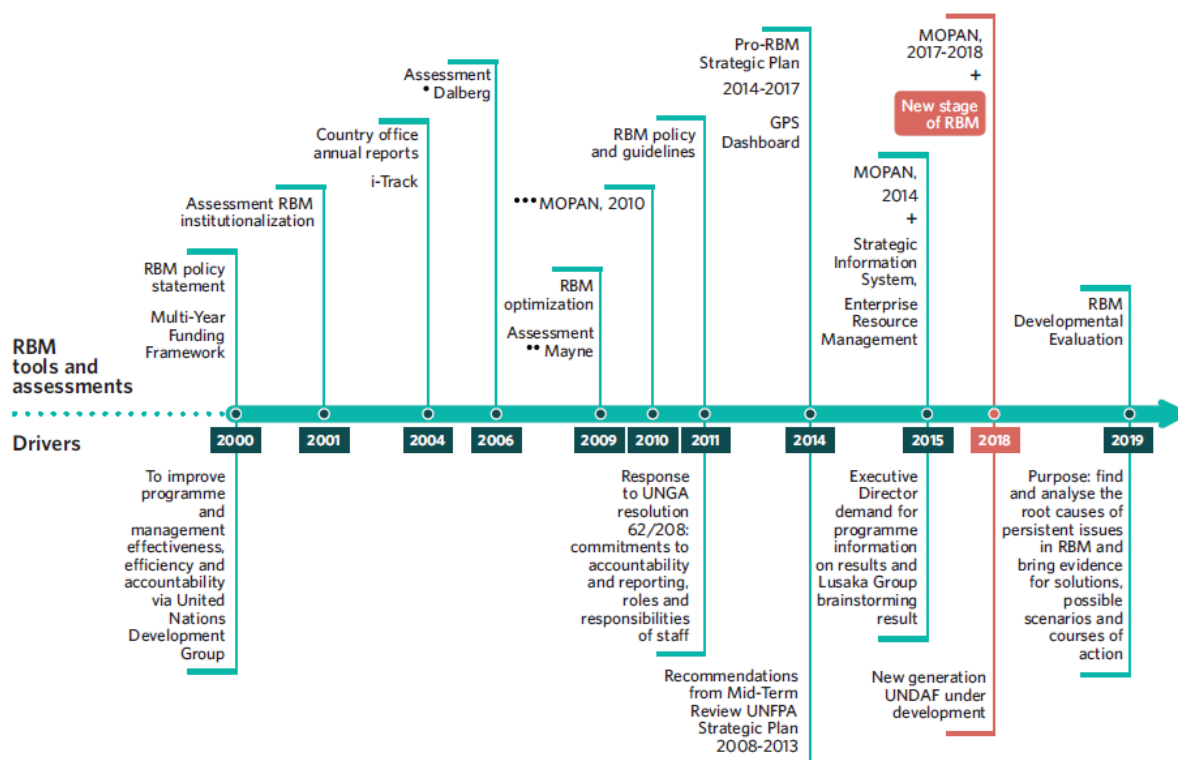 RBM policy
statement
Multi-Year
Funding
Framework
Assessment RBM
institutionalization
Country office
annual reports
i-Track
Assessment
• Dalberg
RBM
optimization
Assessment
•• Mayne
•••MOPAN, 2010
RBM policy
and guidelines
Pro-RBM
Strategic Plan
2014-2017
GPS
Dashboard
MOPAN,
2014
+
Strategic
Information
System,
Enterprise
Resource
Management
MOPAN,
2017-2018
+
New stage
of RBM
RBM
Developmental
Evaluation
RBM
tools and
assessments
Drivers
2000
2001
2004
2006
2009
2010
2011
2014
2015
2018
2019
To improve
programme
and
management
effectiveness,
efficiency and
accountability
via United
Nations
Development
Group
Response
to UNGA
resolution
62/208:
commitments to
accountability
and reporting,
roles and
responsibilities
of staff
Recommendations
from Mid-Term
Review UNFPA
Strategic Plan
2008-2013
Executive
Director
demand for
programme
information
on results and
Lusaka Group
brainstorming
result
New generation
UNDAF under
development
Purpose: find
and analyse the
root causes of
persistent issues
in RBM and
bring evidence
for solutions,
possible
scenarios and
courses of
action